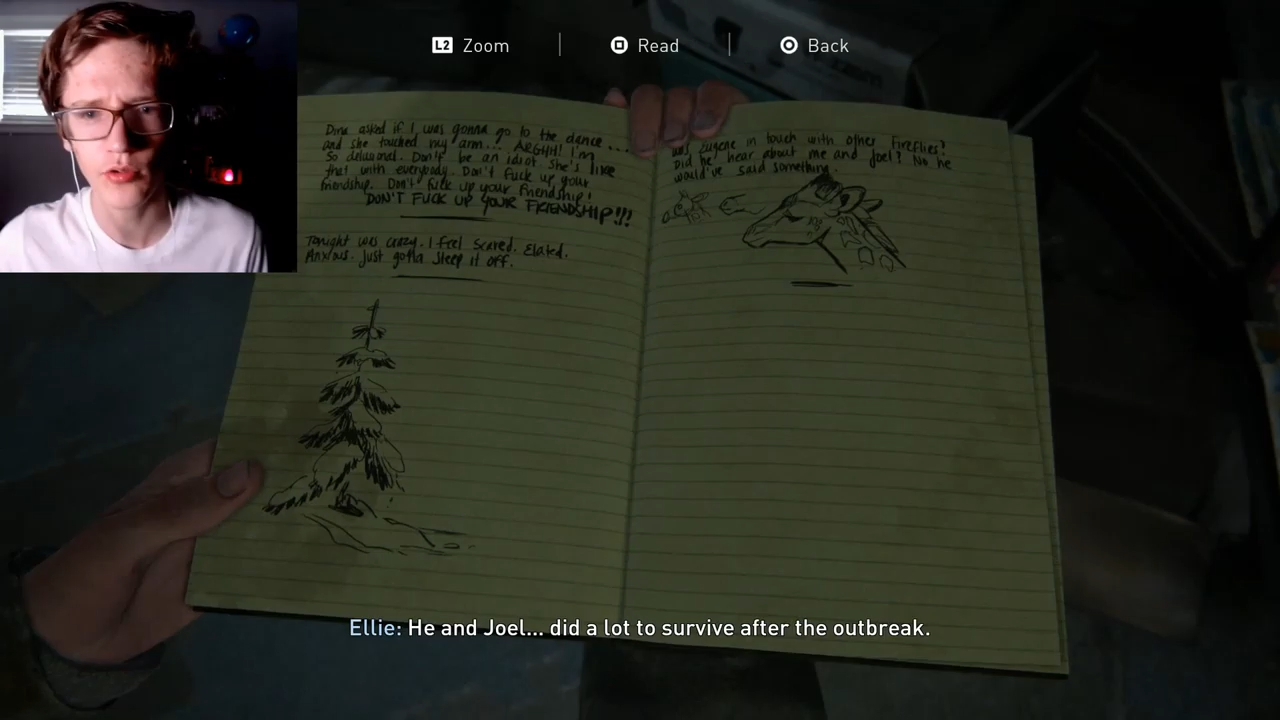 L2 Zoom | Read | Back
Dina asked if I was gonna go to the dance...
and she touched my arm... ARGHH! I'm
so delusional. Don't be an idiot. She's like
that with everybody. Don't fuck up your
friendship. Don't fuck up your friendship!
DON'T FUCK UP YOUR FRIENDSHIP!!!
Tonight was crazy. I feel scared. Elated.
Anxious. Just gotta sleep it off.
Was Eugene in touch with other Fireflies?
Did he hear about me and Joel? No he
would've said something.
Ellie: He and Joel... did a lot to survive after the outbreak.